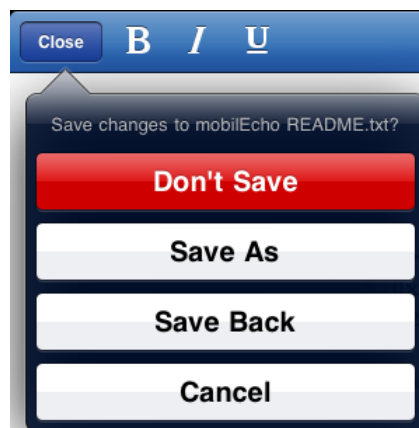 Close B I U
Save changes to mobilEcho README.txt?
Don't Save
Save As
Save Back
Cancel